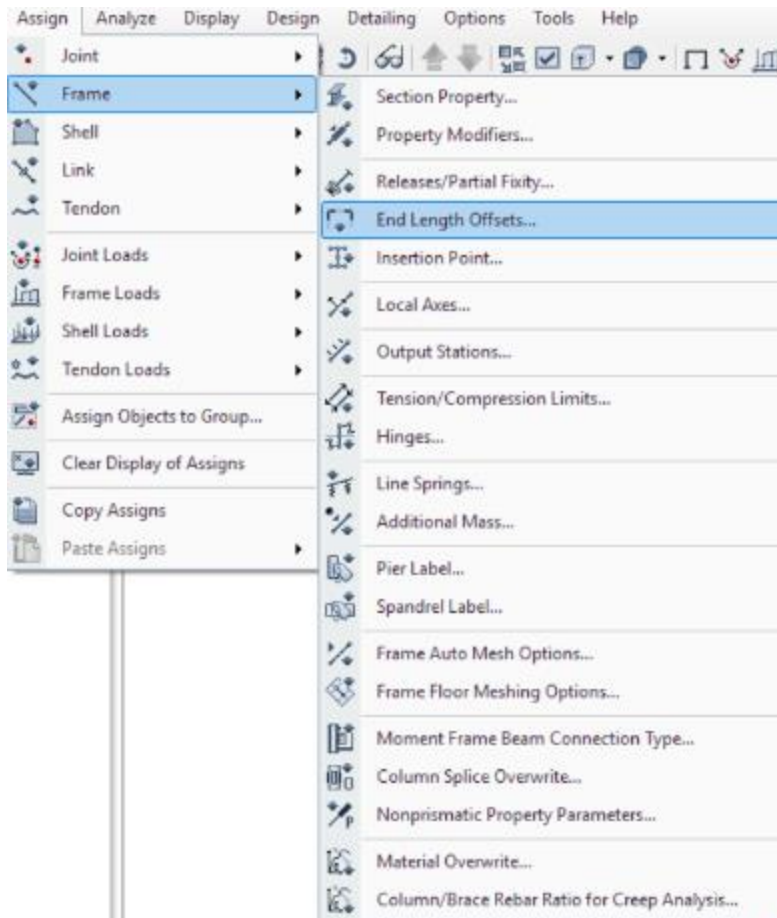 Assign Analyze Display Design Detailing Options Tools Help
Joint
Frame
Shell
Link
Tendon
Joint Loads
Frame Loads
Shell Loads
Tendon Loads
Assign Objects to Group...
Clear Display of Assigns
Copy Assigns
Paste Assigns
Section Property...
Property Modifiers...
Releases/Partial Fixity...
End Length Offsets...
Insertion Point...
Local Axes...
Output Stations...
Tension/Compression Limits...
Hinges...
Line Springs...
Additional Mass...
Pier Label...
Spandrel Label...
Frame Auto Mesh Options...
Frame Floor Meshing Options...
Moment Frame Beam Connection Type...
Column Splice Overwrite...
Nonprismatic Property Parameters...
Material Overwrite...
Column/Brace Rebar Ratio for Creep Analysis...